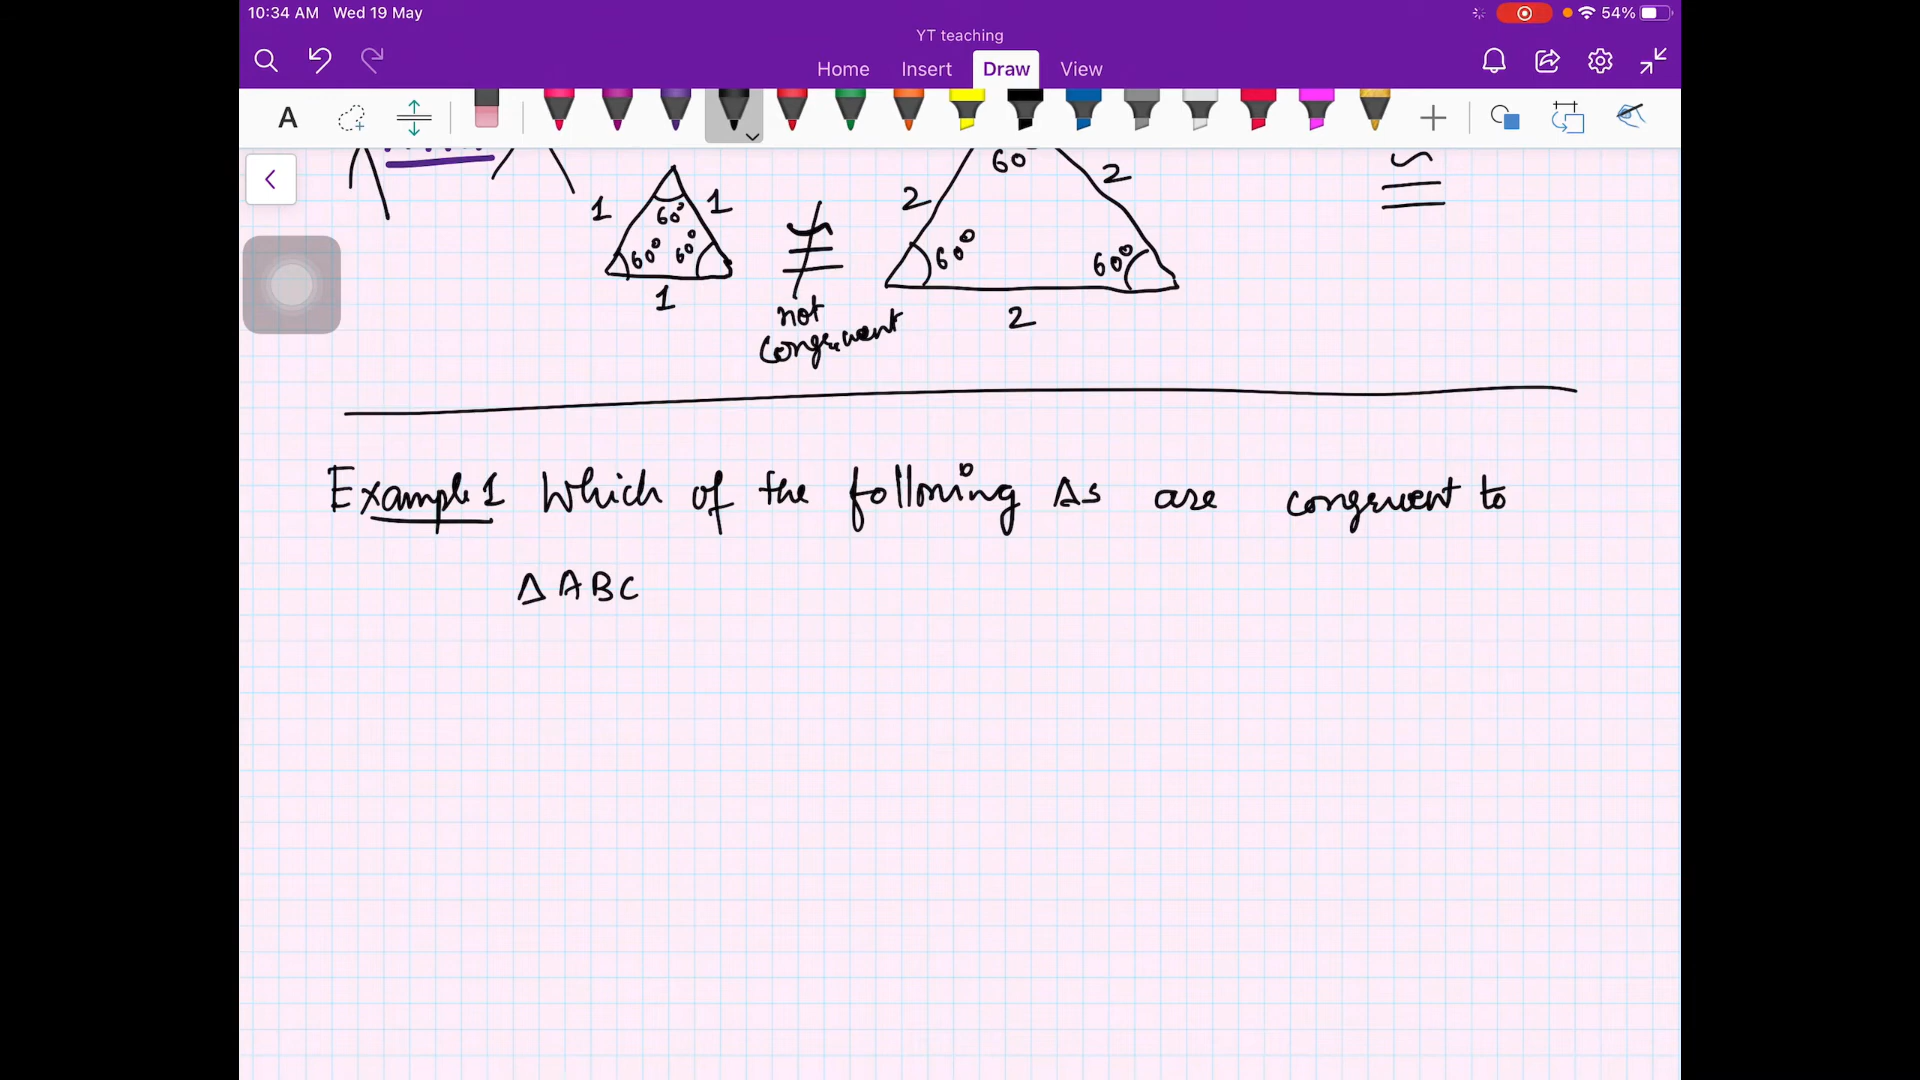 10:34 AM Wed 19 May
54%
YT teaching
Home Insert Draw View
A
60° 2
2
1 60° 1
60° 60°
60° 60°
1
2
not
congruent
Example 1 Which of the following Δs are congruent to
Δ ABC